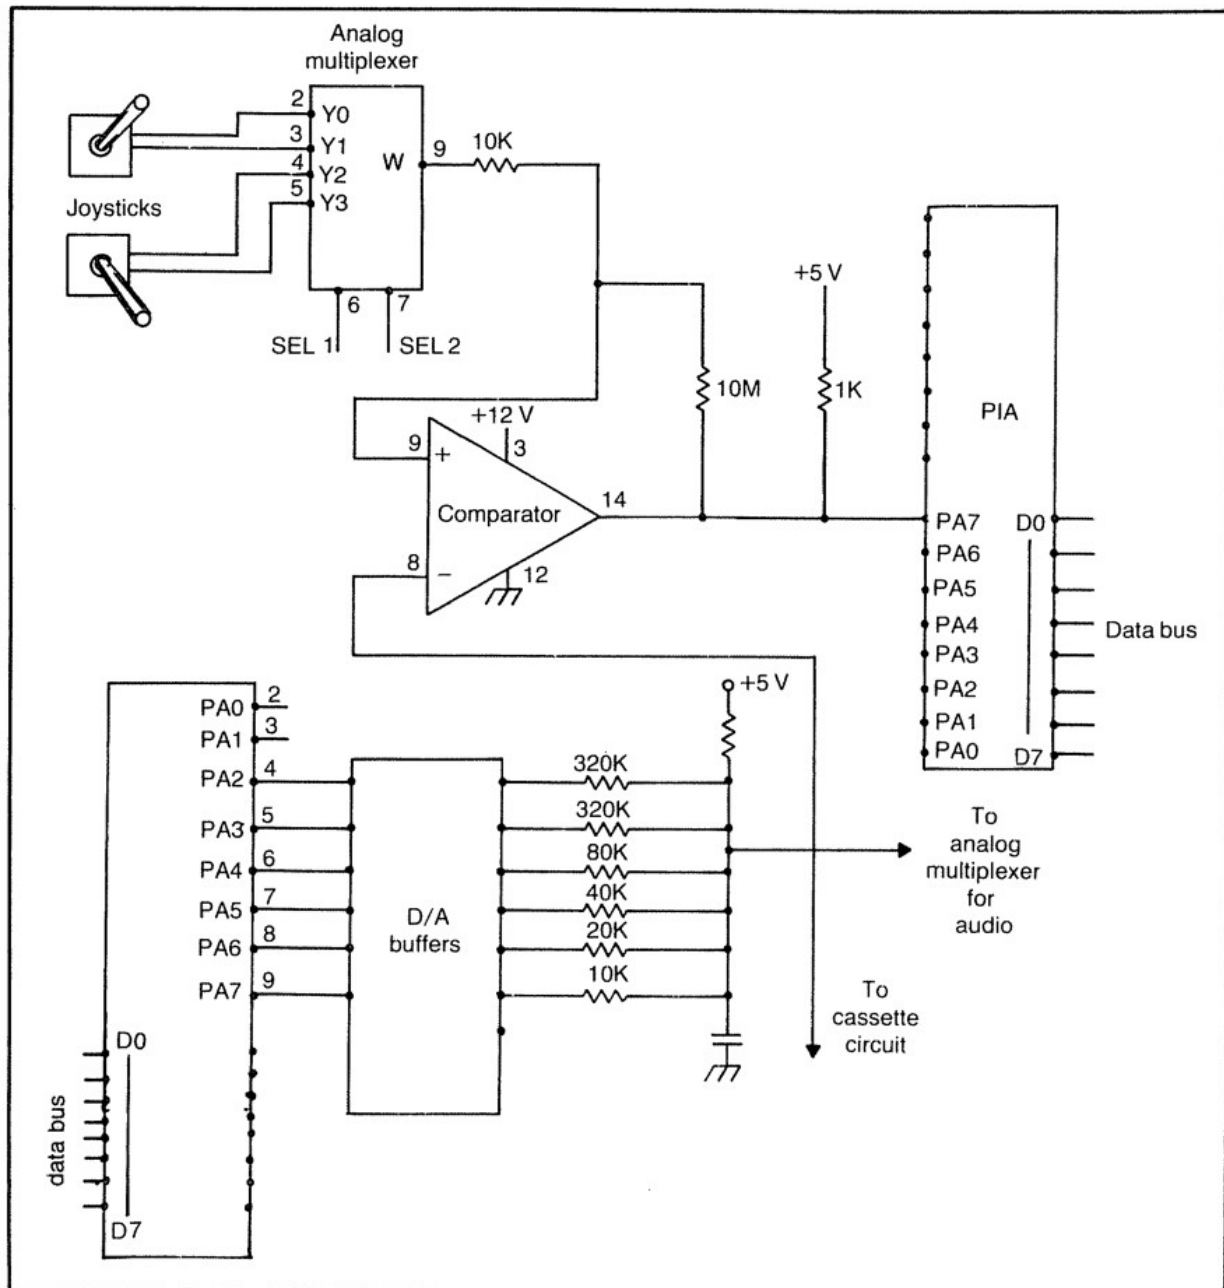 Analog
multiplexer
2
Y0
3
Y1
4
Y2
5
Y3
W
9
10K
Joysticks
6
7
SEL 1
SEL 2
+5 V
10M
1K
PIA
+12 V
3
9
+
Comparator
14
8
−
12
PA7
PA6
PA5
PA4
PA3
PA2
PA1
PA0
D0
D7
Data bus
+5 V
PA0
2
PA1
3
PA2
4
PA3
5
PA4
6
PA5
7
PA6
8
PA7
9
D/A
buffers
320K
320K
80K
40K
20K
10K
To
analog
multiplexer
for
audio
To
cassette
circuit
D0
data bus
D7